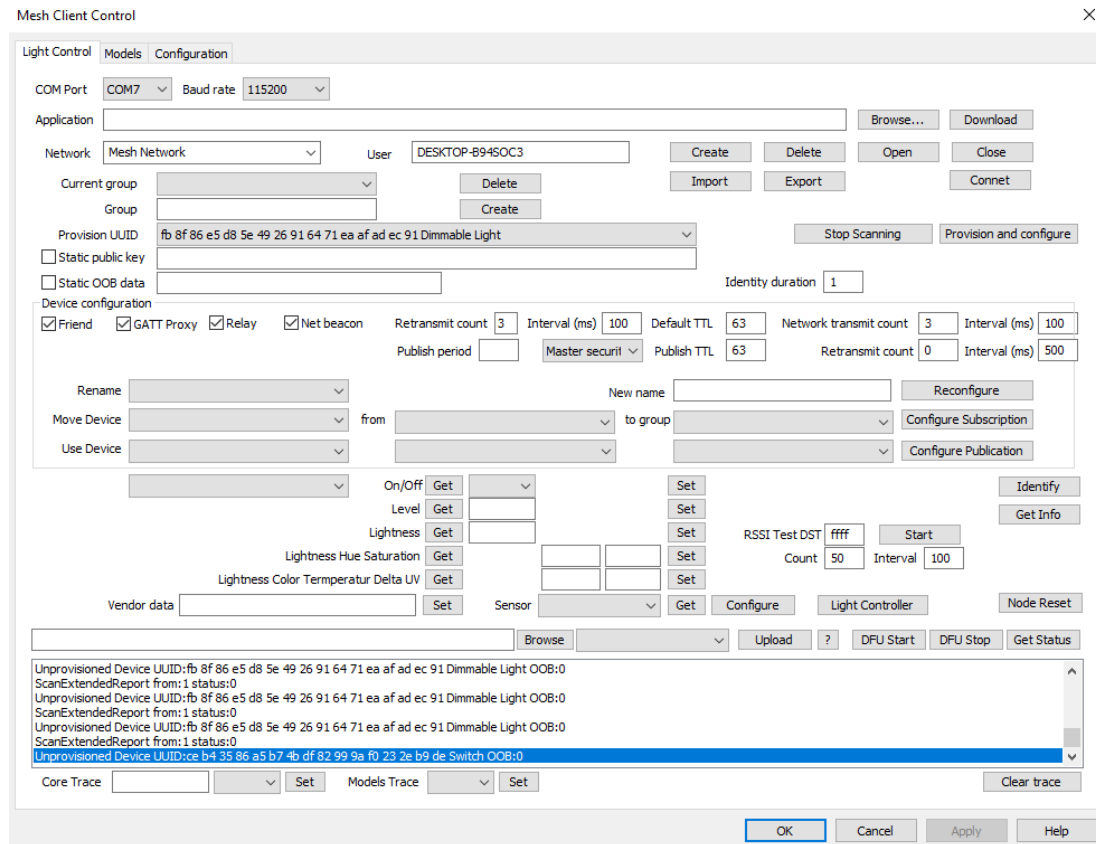 Mesh Client Control
Light Control Models Configuration
COM Port COM7 Baud rate 115200
Application Browse... Download
Network Mesh Network User DESKTOP-B94SOC3 Create Delete Open Close
Current group Delete Import Export Connet
Group Create
Provision UUID fb 8f 86 e5 d8 5e 49 26 91 64 71 ea af ad ec 91 Dimmable Light Stop Scanning Provision and configure
Static public key
Static OOB data Identity duration 1
Device configuration
Friend GATT Proxy Relay Net beacon Retransmit count 3 Interval (ms) 100 Default TTL 63 Network transmit count 3 Interval (ms) 100
Publish period Master securit Publish TTL 63 Retransmit count 0 Interval (ms) 500
Rename New name Reconfigure
Move Device from to group Configure Subscription
Use Device Configure Publication
On/Off Get Set Identify
Level Get Set Get Info
Lightness Get Set RSSI Test DST ffff Start
Lightness Hue Saturation Get Set Count 50 Interval 100
Lightness Color Termperatur Delta UV Get Set
Vendor data Set Sensor Get Configure Light Controller Node Reset
Browse Upload ? DFU Start DFU Stop Get Status
Unprovisioned Device UUID:fb 8f 86 e5 d8 5e 49 26 91 64 71 ea af ad ec 91 Dimmable Light OOB:0
ScanExtendedReport from:1 status:0
Unprovisioned Device UUID:fb 8f 86 e5 d8 5e 49 26 91 64 71 ea af ad ec 91 Dimmable Light OOB:0
ScanExtendedReport from:1 status:0
Unprovisioned Device UUID:fb 8f 86 e5 d8 5e 49 26 91 64 71 ea af ad ec 91 Dimmable Light OOB:0
ScanExtendedReport from:1 status:0
Unprovisioned Device UUID:ce b4 35 86 a5 b7 4b df 82 99 9a f0 23 2e b9 de Switch OOB:0
Core Trace Set Models Trace Set Clear trace
OK Cancel Apply Help